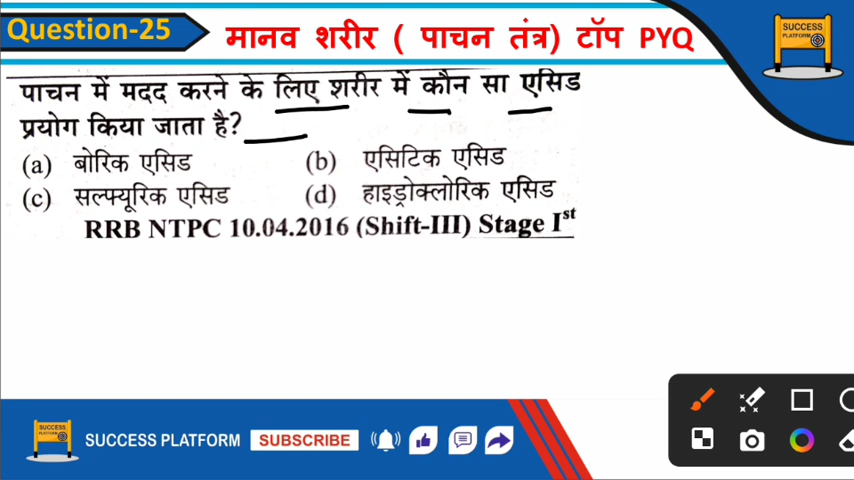 Question-25
मानव शरीर ( पाचन तंत्र) टॉप PYQ
SUCCESS
PLATFORM
पाचन में मदद करने के लिए शरीर में कौन सा एसिड
प्रयोग किया जाता है?
(a) बोरिक एसिड (b) एसिटिक एसिड
(c) सल्फ्यूरिक एसिड (d) हाइड्रोक्लोरिक एसिड
RRB NTPC 10.04.2016 (Shift-III) Stage Ist
SUCCESS
PLATFORM
SUCCESS PLATFORM SUBSCRIBE